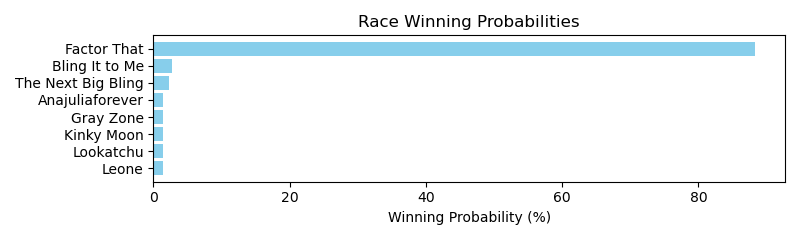 Race Winning Probabilities
Factor That
Bling It to Me
The Next Big Bling
Anajuliaforever
Gray Zone
Kinky Moon
Lookatchu
Leone
0 20 40 60 80
Winning Probability (%)